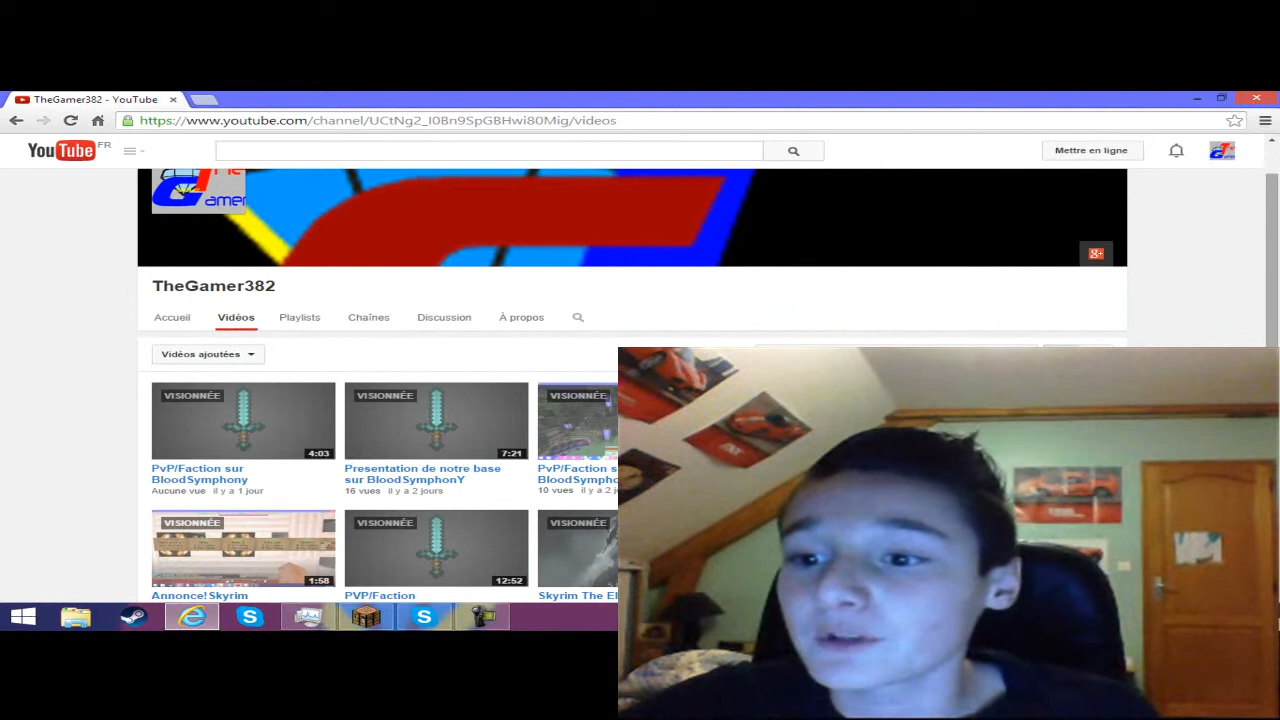 TheGamer382 - YouTube
https://www.youtube.com/channel/UCtNg2_I0Bn9SpGBHwi80Mig/videos
YouTube FR
Mettre en ligne
The
Gamer
g+
TheGamer382
Accueil Vidéos Playlists Chaînes Discussion À propos
Vidéos ajoutées
VISIONNÉE VISIONNÉE VISIONNÉE
4:03 7:21
PvP/Faction sur Presentation de notre base PvP/Faction s
BloodSymphony sur BloodSymphonY BloodSympho
Aucune vue il y a 1 jour 16 vues il y a 2 jours 10 vues il y a 2 j
VISIONNÉE VISIONNÉE VISIONNÉE
1:58 12:52
Annonce!Skyrim PVP/Faction Skyrim The El